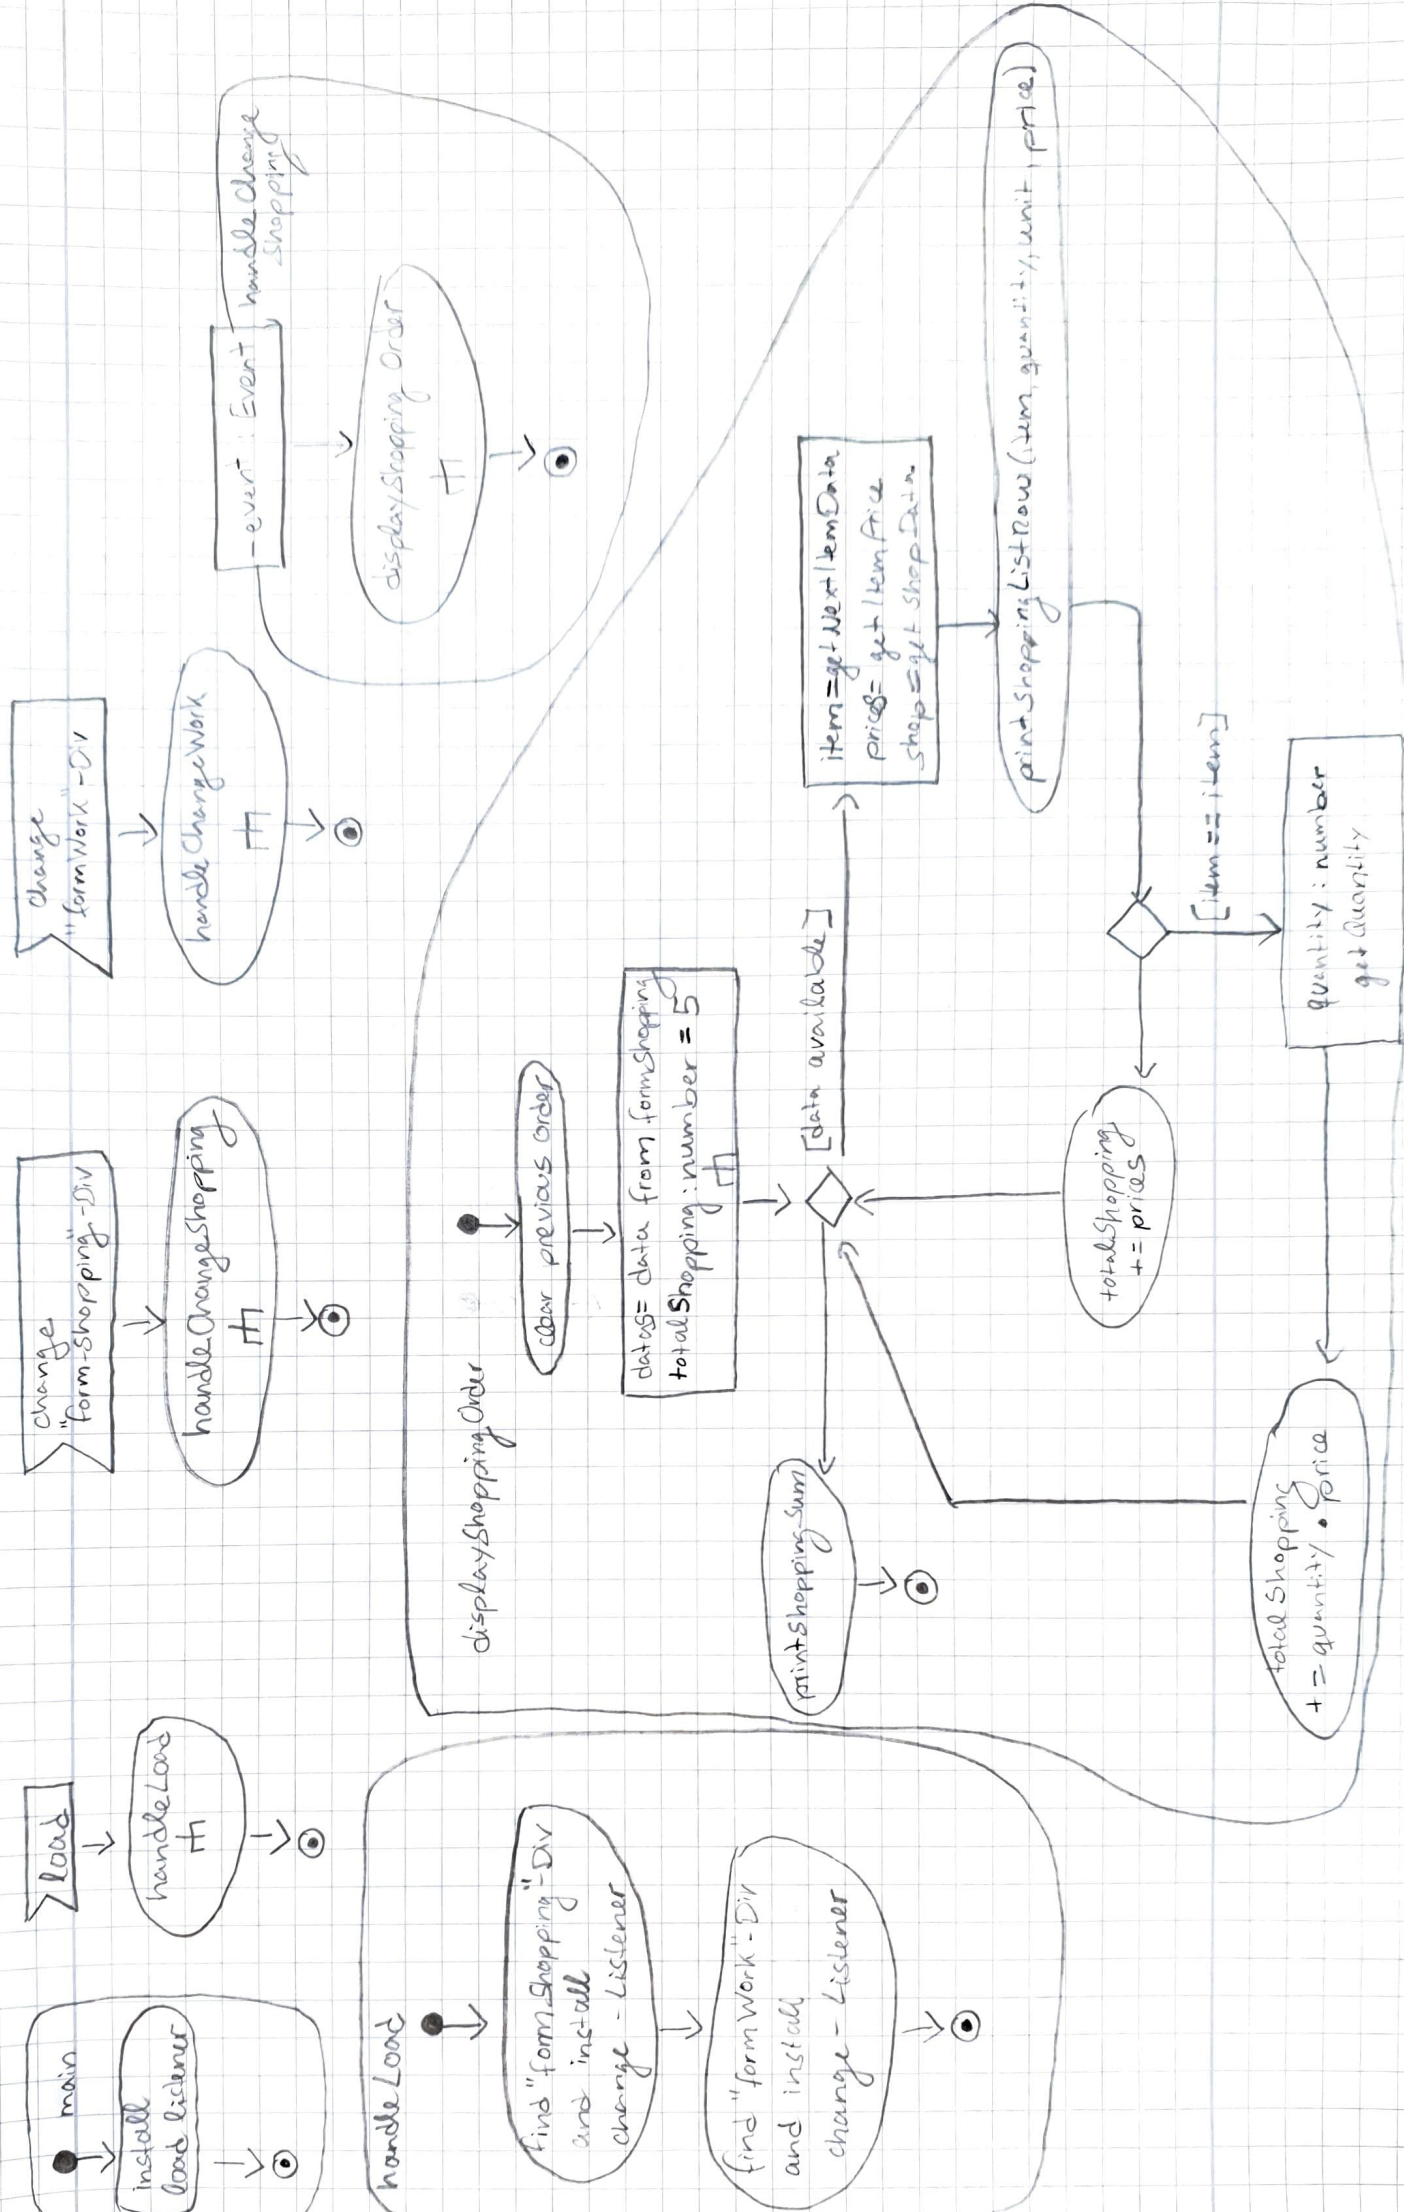 main
install
load listener
load
handleLoad
change
"form-Shopping"-Div
handleChangeShopping
change
"formWork"-Div
handleChangeWork
-event: Event
handleChange
Shopping
displayShopping Order
handleLoad
find "formShopping"-Div
and install
change - Listener
find "formWork"-Div
and install
change - Listener
displayShoppingOrder
clear previous order
datas= data from formShopping
totalShopping:number = 5
[data available]
item=getNextItemData
prices= getItemPrice
shop=getShopData
printShoppingListRow (item, quantity, unit, price)
[item == item]
quantity: number
getQuantity
totalShopping
+= prices
total Shopping
+= quantity • price
printShoppingSum